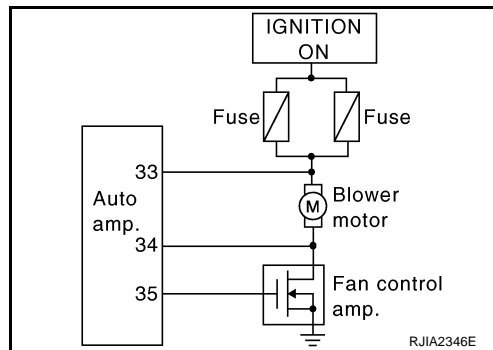 IGNITION
ON
Fuse
Fuse
33
Auto
amp.
M
Blower
motor
34
35
Fan control
amp.
RJIA2346E